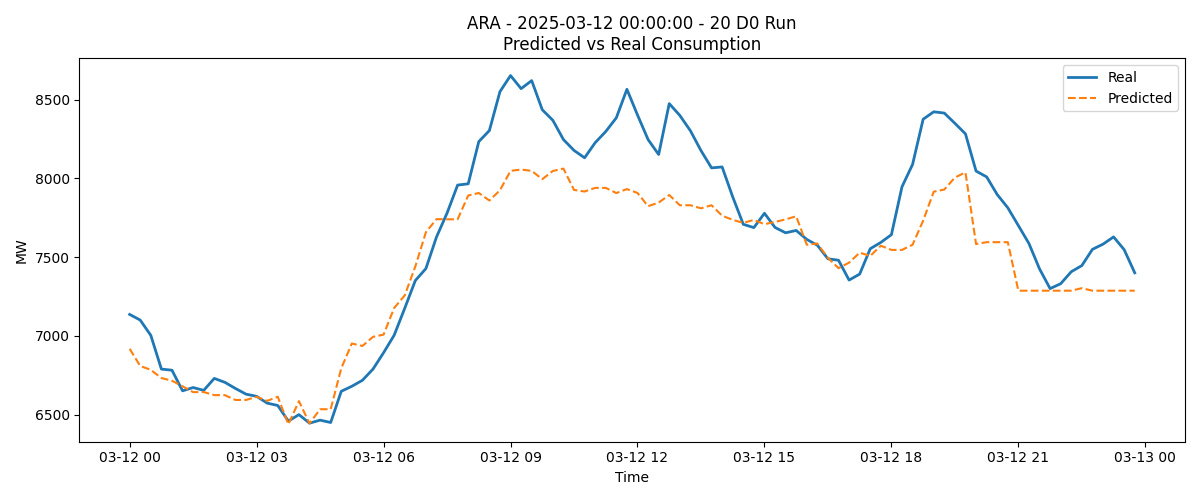 ARA - 2025-03-12 00:00:00 - 20 D0 Run
Predicted vs Real Consumption
Real
Predicted
MW
8500
8000
7500
7000
6500
03-12 00
03-12 03
03-12 06
03-12 09
03-12 12
03-12 15
03-12 18
03-12 21
03-13 00
Time